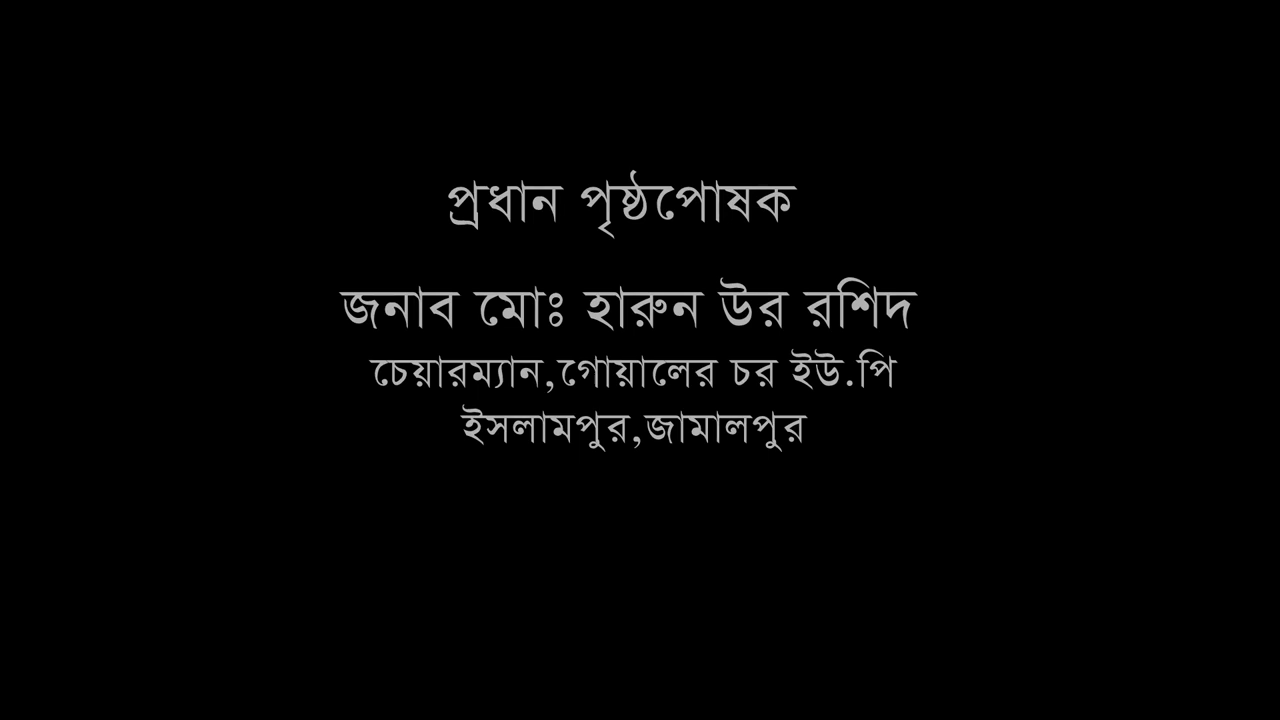 প্রধান পৃষ্ঠপোষক
জনাব মোঃ হারুন উর রশিদ
চেয়ারম্যান,গোয়ালের চর ইউ.পি
ইসলামপুর,জামালপুর